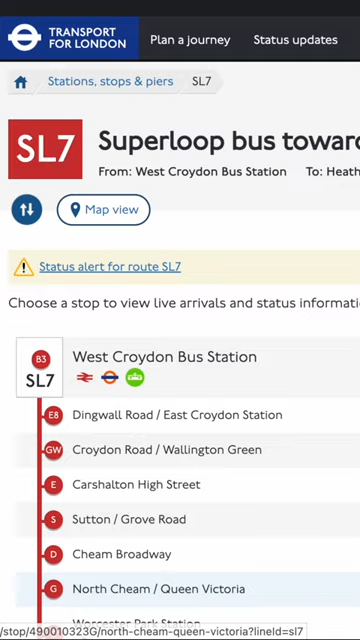 TRANSPORT
FOR LONDON
Plan a journey
Status updates
Stations, stops & piers
SL7
SL7
Superloop bus toward
From: West Croydon Bus Station
To: Heath
Map view
Status alert for route SL7
Choose a stop to view live arrivals and status informati
B3
SL7
West Croydon Bus Station
E8
Dingwall Road / East Croydon Station
GW
Croydon Road / Wallington Green
E
Carshalton High Street
S
Sutton / Grove Road
D
Cheam Broadway
G
North Cheam / Queen Victoria
Worcester Park Station
/stop/490010323G/north-cheam-queen-victoria?lineId=sl7